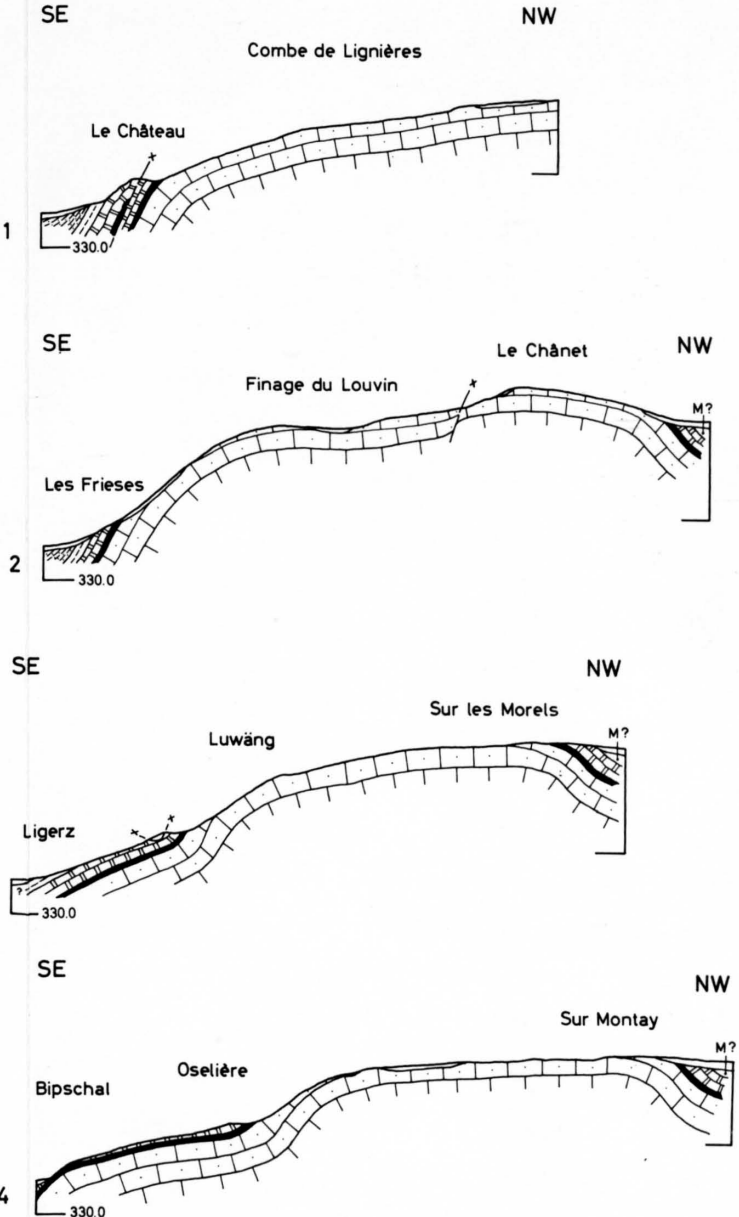 SE NW
Combe de Lignières
Le Château
x
1
330.0
SE NW
Le Chânet
Finage du Louvin
x
M?
Les Frieses
2
330.0
SE NW
Sur les Morels
M?
Luwäng
Ligerz
x x
?
330.0
SE NW
Sur Montay
M?
Oselière
Bipschal
4
330.0